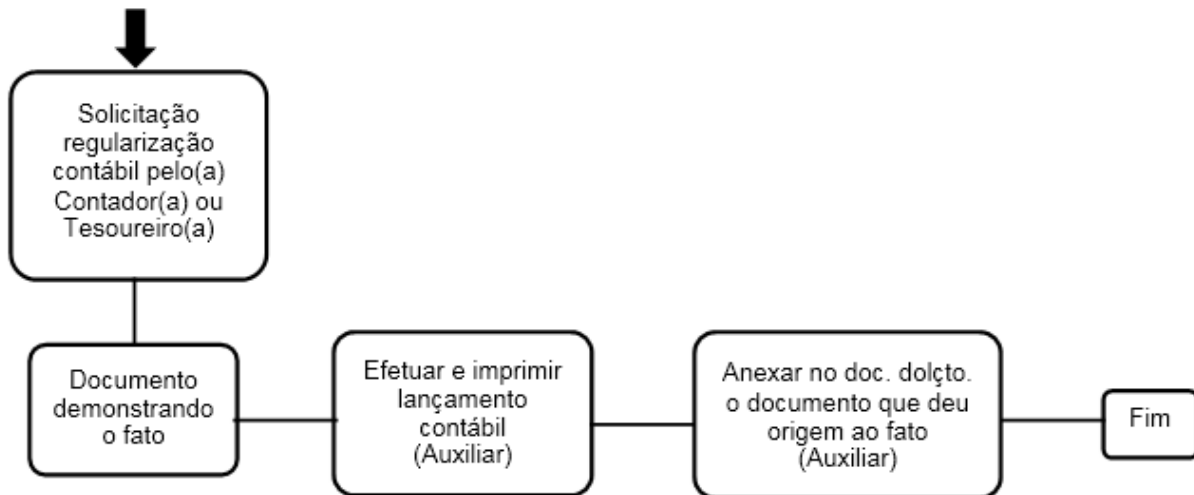 Solicitação
regularização
contábil pelo(a)
Contador(a) ou
Tesoureiro(a)
Documento
demonstrando
o fato
Efetuar e imprimir
lançamento
contábil
(Auxiliar)
Anexar no doc. dolçto.
o documento que deu
origem ao fato
(Auxiliar)
Fim